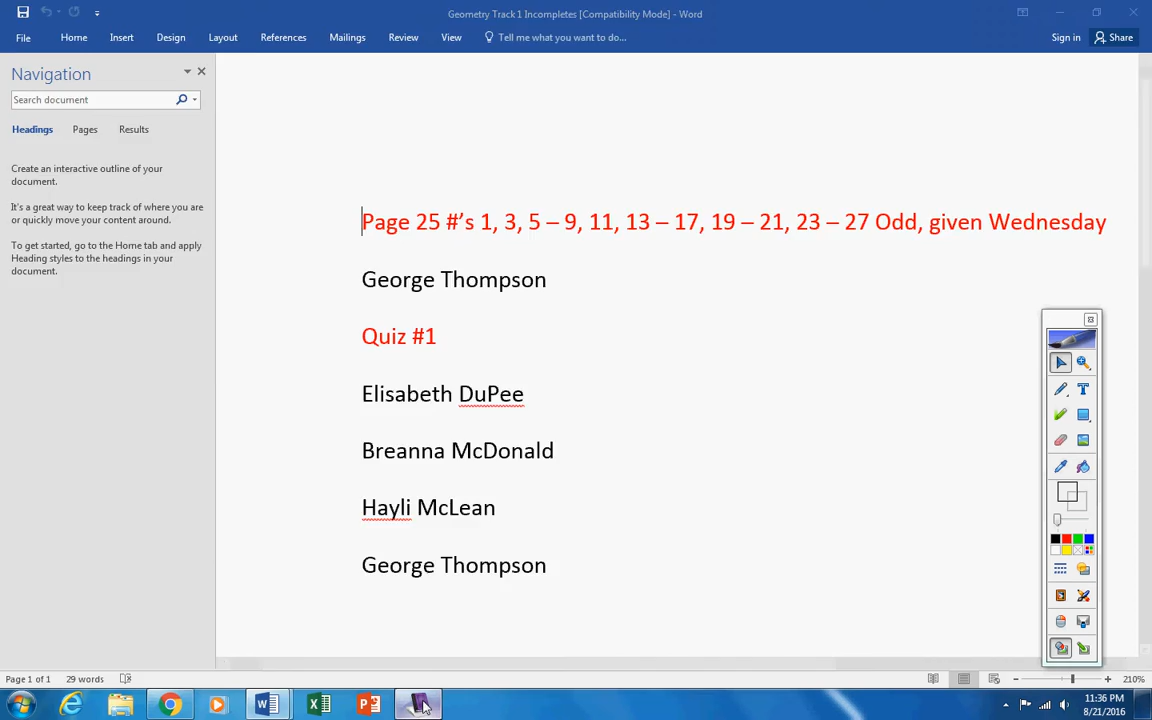 Geometry Track 1 Incompletes [Compatibility Mode] - Word
File Home Insert Design Layout References Mailings Review View Tell me what you want to do... Sign in Share
Navigation
Search document
Headings Pages Results
Create an interactive outline of your
document.
It's a great way to keep track of where you are
or quickly move your content around.
To get started, go to the Home tab and apply
Heading styles to the headings in your
document.
Page 25 #’s 1, 3, 5 – 9, 11, 13 – 17, 19 – 21, 23 – 27 Odd, given Wednesday
George Thompson
Quiz #1
Elisabeth DuPee
Breanna McDonald
Hayli McLean
George Thompson
Page 1 of 1 29 words 210%
11:36 PM
8/21/2016